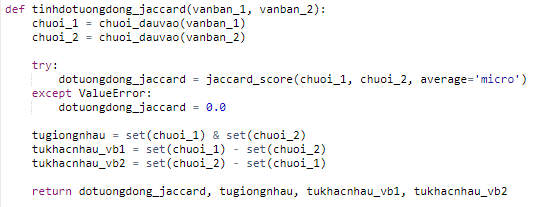 def tinhdotuongdong_jaccard(vanban_1, vanban_2):
    chuoi_1 = chuoi_dauvao(vanban_1)
    chuoi_2 = chuoi_dauvao(vanban_2)

    try:
        dotuongdong_jaccard = jaccard_score(chuoi_1, chuoi_2, average='micro')
    except ValueError:
        dotuongdong_jaccard = 0.0

    tugiongnhau = set(chuoi_1) & set(chuoi_2)
    tukhacnhau_vb1 = set(chuoi_1) - set(chuoi_2)
    tukhacnhau_vb2 = set(chuoi_2) - set(chuoi_1)

    return dotuongdong_jaccard, tugiongnhau, tukhacnhau_vb1, tukhacnhau_vb2